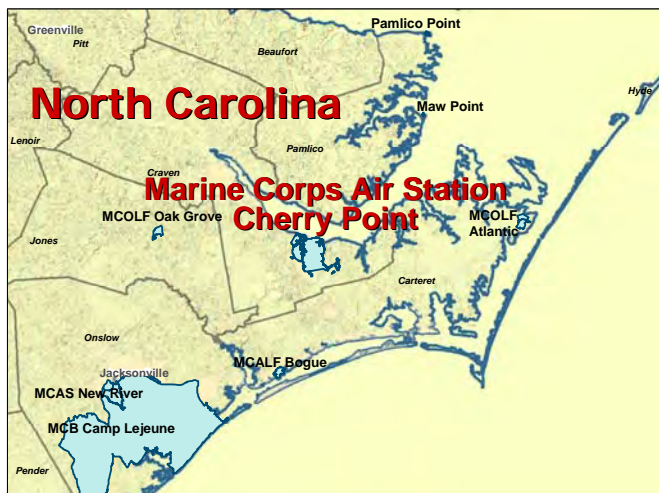 Pamlico Point
Greenville
Pitt
Beaufort
Hyde
North Carolina
Maw Point
Lenoir
Pamlico
Craven
Marine Corps Air Station
Cherry Point
MCOLF Oak Grove
MCOLF
Atlantic
Jones
Carteret
Onslow
MCALF Bogue
Jacksonville
MCAS New River
MCB Camp Lejeune
Pender